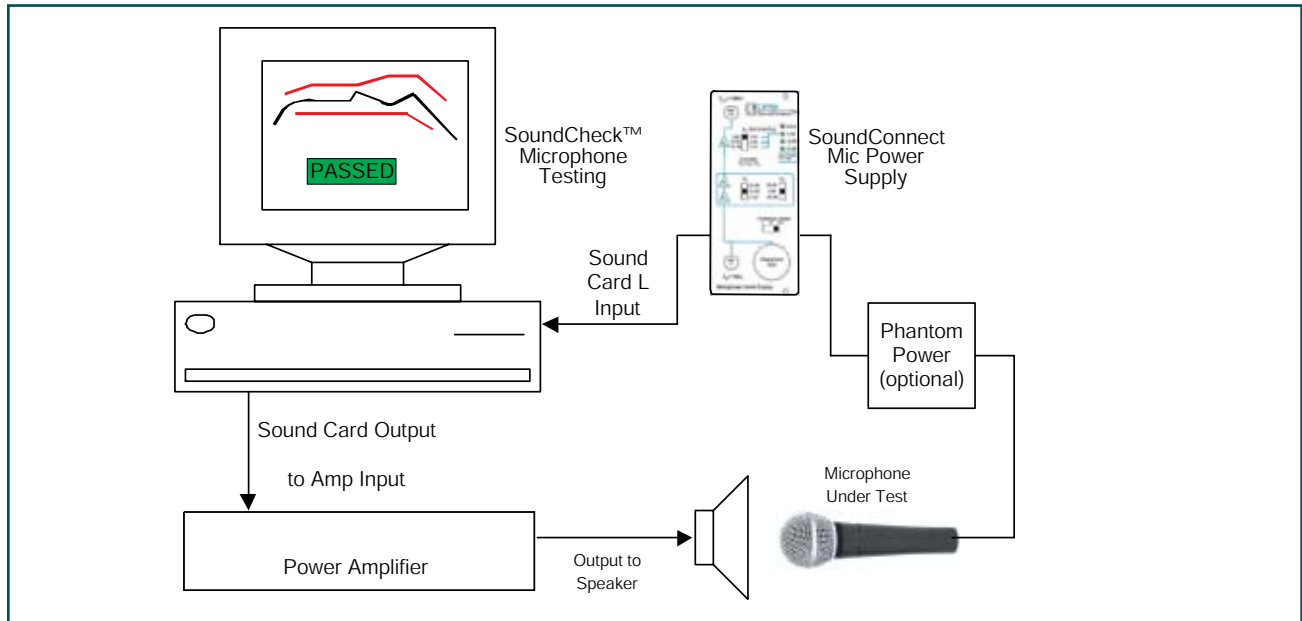 SoundCheck™
Microphone
Testing
PASSED
SoundConnect
Mic Power
Supply
Sound
Card L
Input
Phantom
Power
(optional)
Sound Card Output
to Amp Input
Power Amplifier
Output to
Speaker
Microphone
Under Test